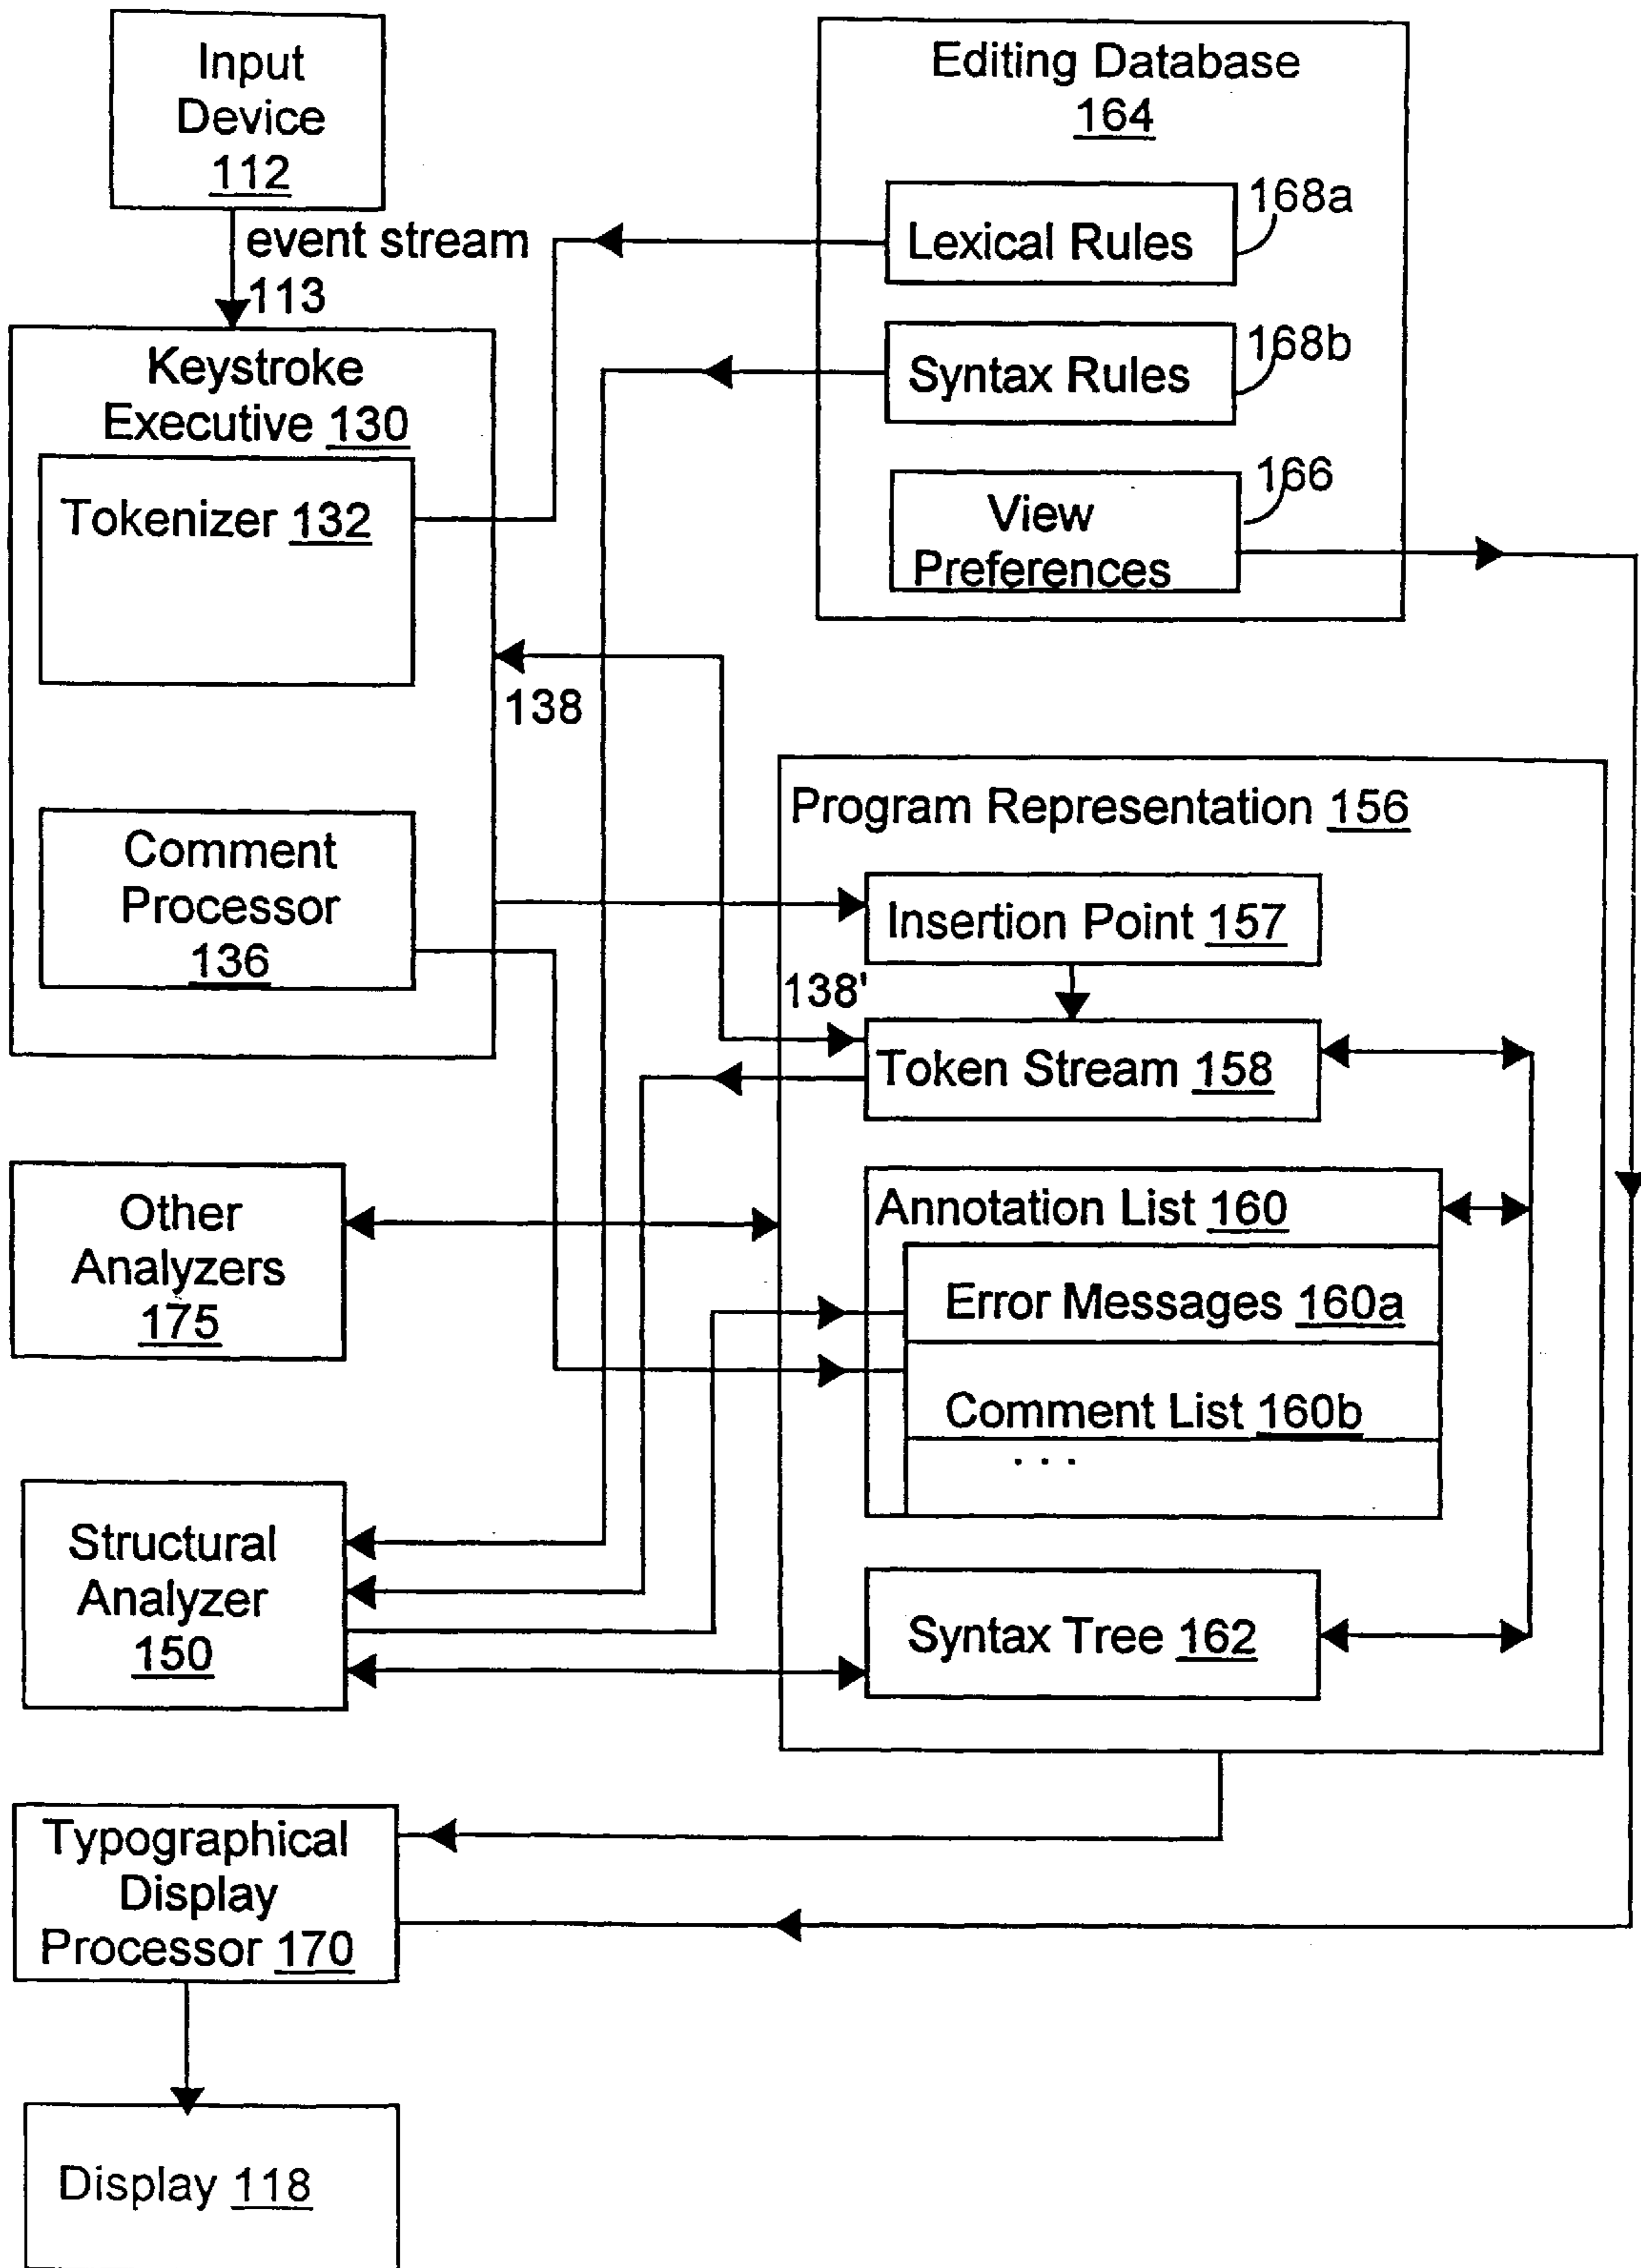 Input
Device
112
event stream
113
Keystroke
Executive 130
Tokenizer 132
Comment
Processor
136
138
Editing Database
164
Lexical Rules
168a
Syntax Rules
168b
View
Preferences
166
Program Representation 156
Insertion Point 157
138'
Token Stream 158
Annotation List 160
Error Messages 160a
Comment List 160b
. . .
Syntax Tree 162
Other
Analyzers
175
Structural
Analyzer
150
Typographical
Display
Processor 170
Display 118